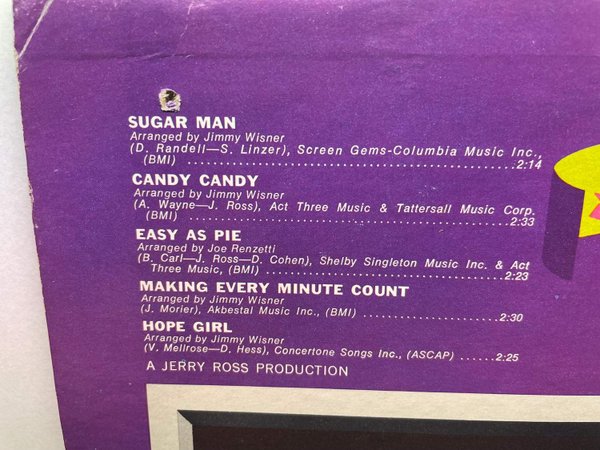 SUGAR MAN
Arranged by Jimmy Wisner
(D. Randell—S. Linzer), Screen Gems-Columbia Music Inc.,
(BMI) ..................................................2:14
CANDY CANDY
Arranged by Jimmy Wisner
(A. Wayne—J. Ross), Act Three Music & Tattersall Music Corp.
(BMI) ..................................................2:33
EASY AS PIE
Arranged by Joe Renzetti
(B. Carl—J. Ross—D. Cohen), Shelby Singleton Music Inc. & Act
Three Music, (BMI) ....................................2:23
MAKING EVERY MINUTE COUNT
Arranged by Jimmy Wisner
(J. Morier), Akbestal Music Inc., (BMI) ....................2:30
HOPE GIRL
Arranged by Jimmy Wisner
(V. Mellrose—D. Hess), Concertone Songs Inc., (ASCAP) ......2:25
A JERRY ROSS PRODUCTION